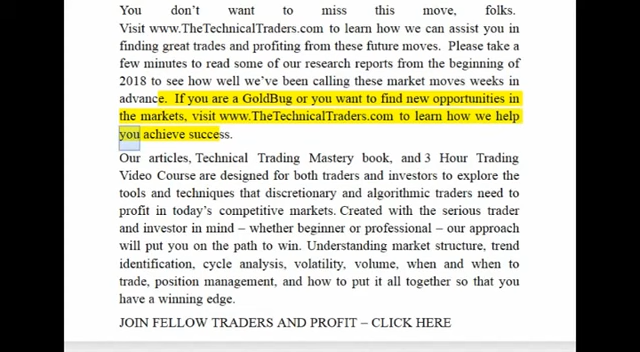 You don't want to miss this move, folks.
Visit www.TheTechnicalTraders.com to learn how we can assist you in
finding great trades and profiting from these future moves. Please take a
few minutes to read some of our research reports from the beginning of
2018 to see how well we've been calling these market moves weeks in
advance. If you are a GoldBug or you want to find new opportunities in
the markets, visit www.TheTechnicalTraders.com to learn how we help
you achieve success.
Our articles, Technical Trading Mastery book, and 3 Hour Trading
Video Course are designed for both traders and investors to explore the
tools and techniques that discretionary and algorithmic traders need to
profit in today's competitive markets. Created with the serious trader
and investor in mind – whether beginner or professional – our approach
will put you on the path to win. Understanding market structure, trend
identification, cycle analysis, volatility, volume, when and when to
trade, position management, and how to put it all together so that you
have a winning edge.
JOIN FELLOW TRADERS AND PROFIT – CLICK HERE